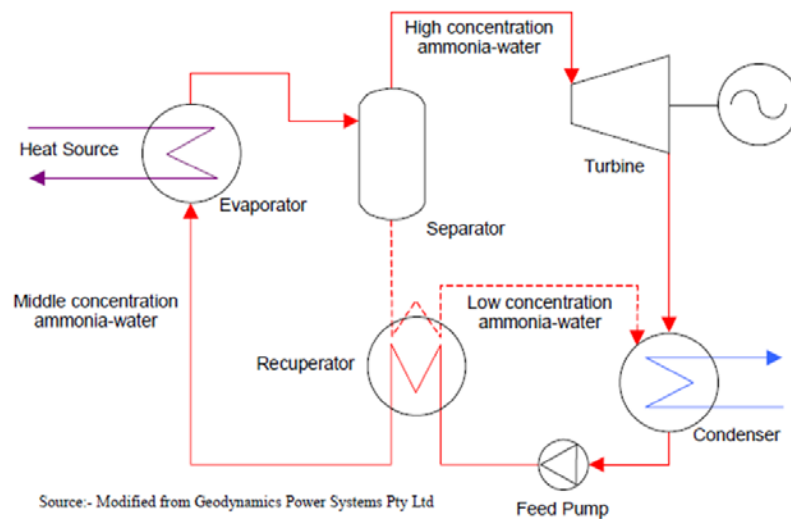 High concentration
ammonia-water
Heat Source
Evaporator
Turbine
Separator
Middle concentration
ammonia-water
Low concentration
ammonia-water
Recuperator
Condenser
Source:- Modified from Geodynamics Power Systems Pty Ltd
Feed Pump